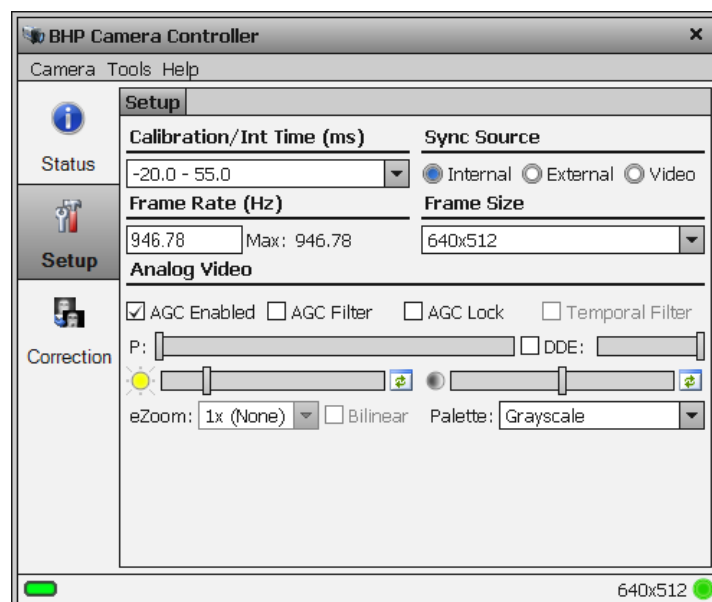 BHP Camera Controller
Camera Tools Help
Status
Setup
Correction
Setup
Calibration/Int Time (ms)
-20.0 - 55.0
Sync Source
Internal External Video
Frame Rate (Hz)
946.78 Max: 946.78
Frame Size
640x512
Analog Video
AGC Enabled AGC Filter AGC Lock Temporal Filter
P: DDE:
eZoom: 1x (None) Bilinear Palette: Grayscale
640x512